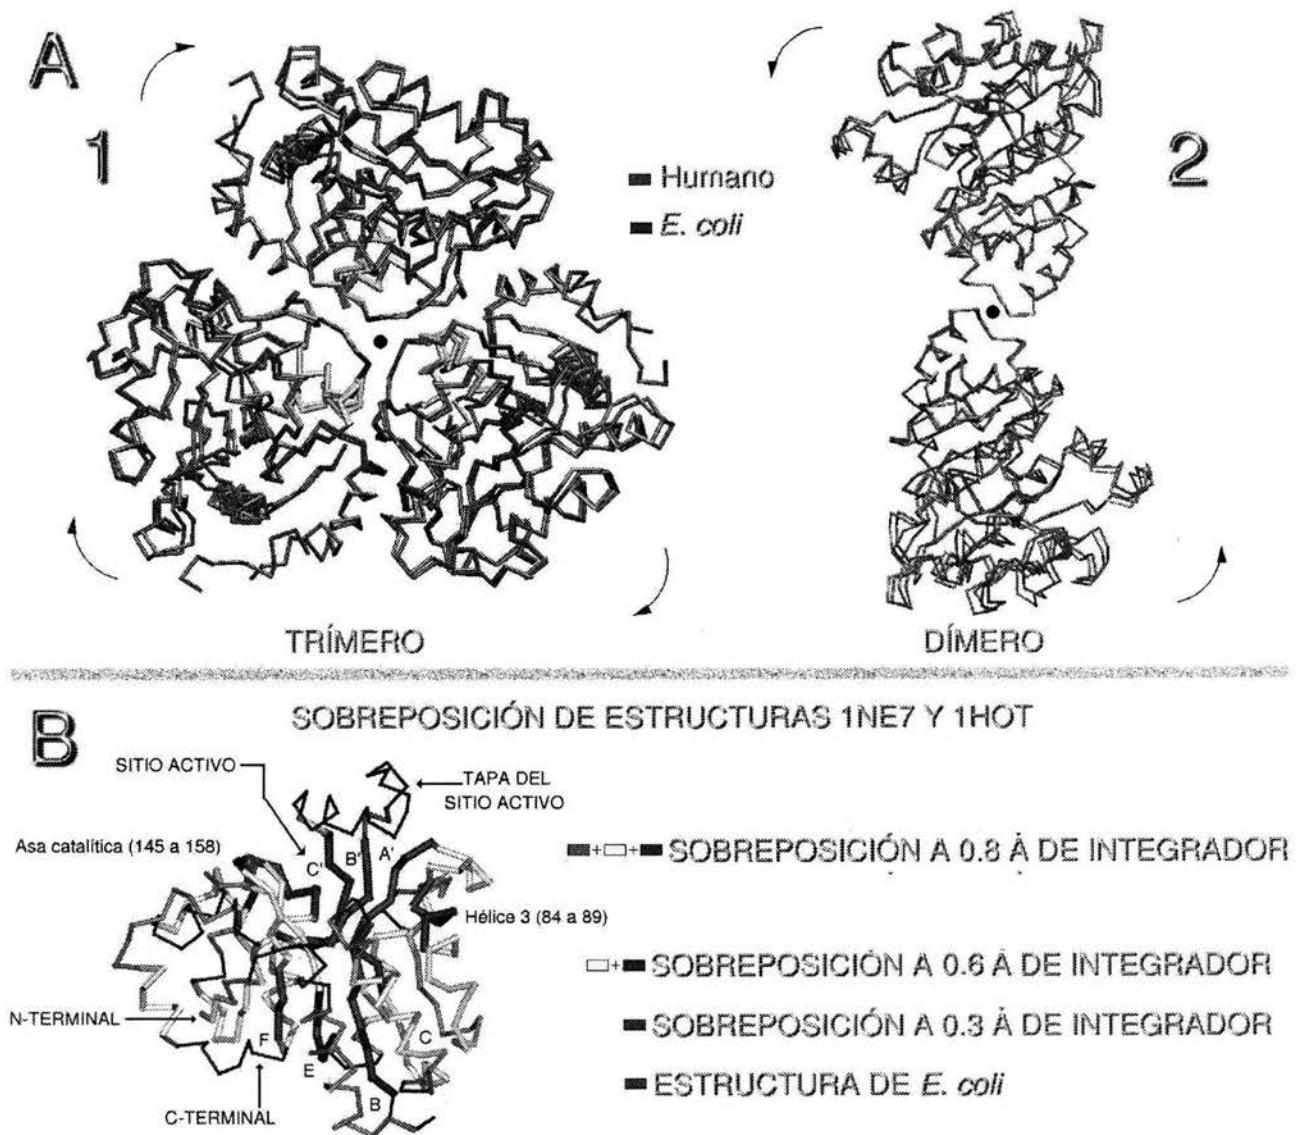 A
1
Humano
E. coli
2
TRÍMERO
DÍMERO
B
SOBREPOSICIÓN DE ESTRUCTURAS 1NE7 Y 1HOT
SITIO ACTIVO
TAPA DEL
SITIO ACTIVO
Asa catalítica (145 a 158)
C'
B'
A'
Hélice 3 (84 a 89)
N-TERMINAL
F
E
B
C
C-TERMINAL
+ + SOBREPOSICIÓN A 0.8 Å DE INTEGRADOR
+ SOBREPOSICIÓN A 0.6 Å DE INTEGRADOR
SOBREPOSICIÓN A 0.3 Å DE INTEGRADOR
ESTRUCTURA DE E. coli